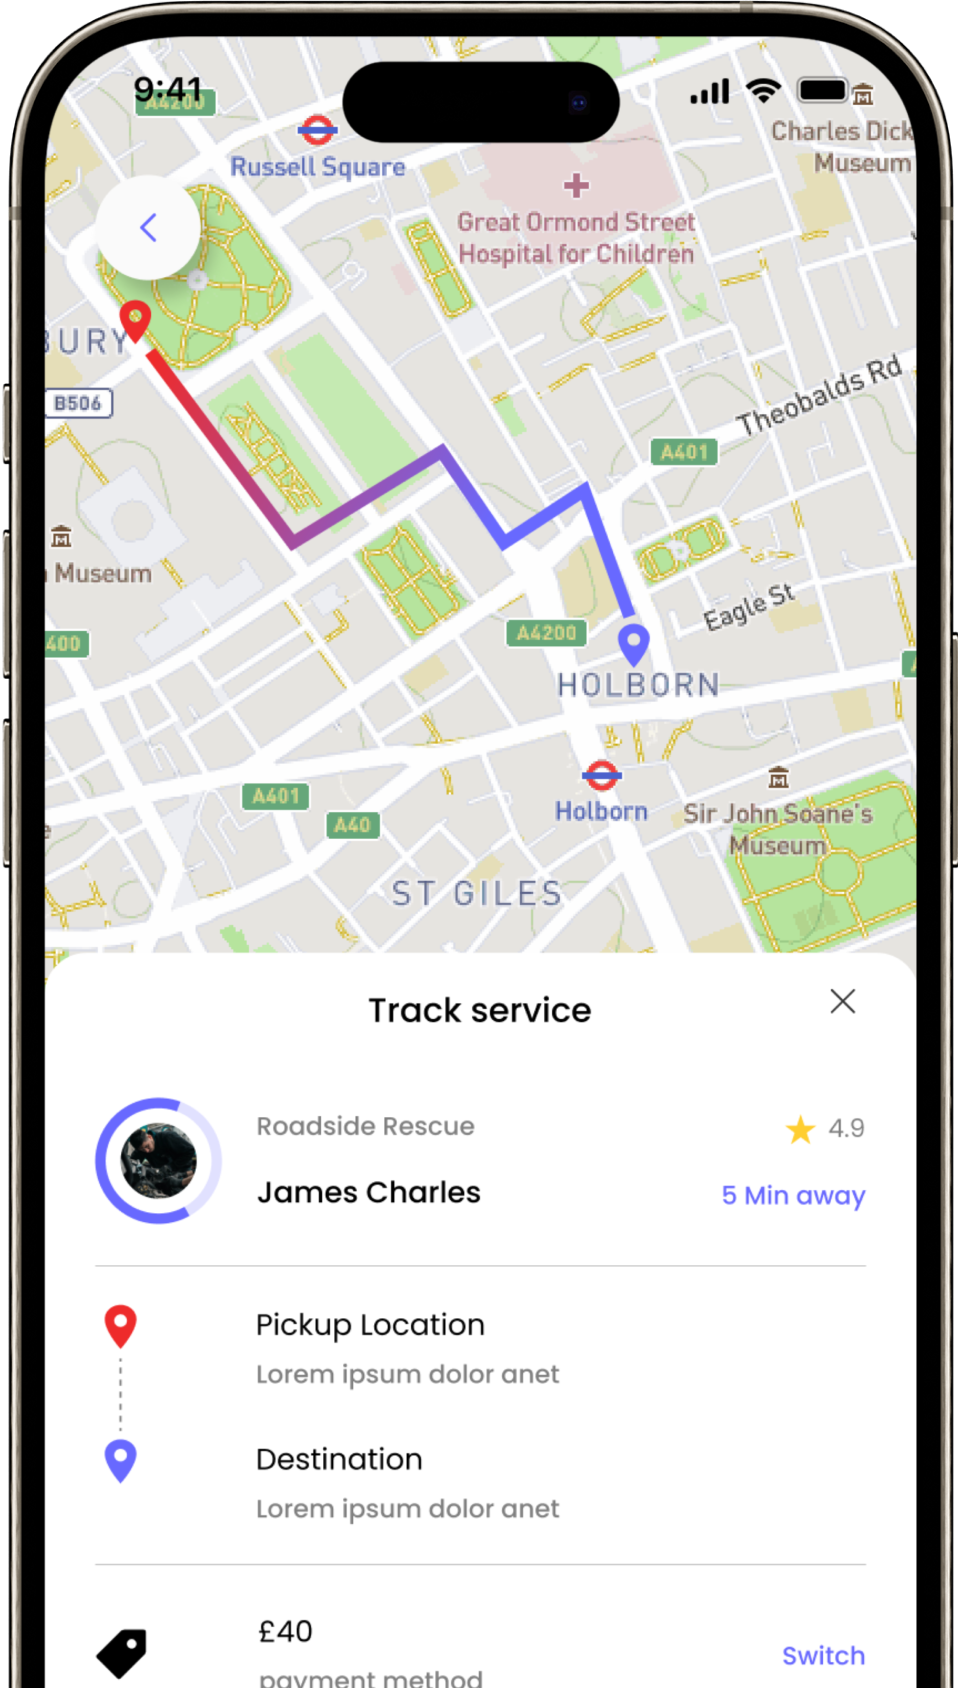 9:41
A4200
Russell Square
Charles Dick
Museum
Great Ormond Street
Hospital for Children
BURY
B506
Theobalds Rd
A401
Museum
Eagle St
A4200
400
HOLBORN
A401
A40
Holborn
Sir John Soane's
Museum
ST GILES
Track service
Roadside Rescue
4.9
James Charles
5 Min away
Pickup Location
Lorem ipsum dolor anet
Destination
Lorem ipsum dolor anet
£40
Switch
payment method